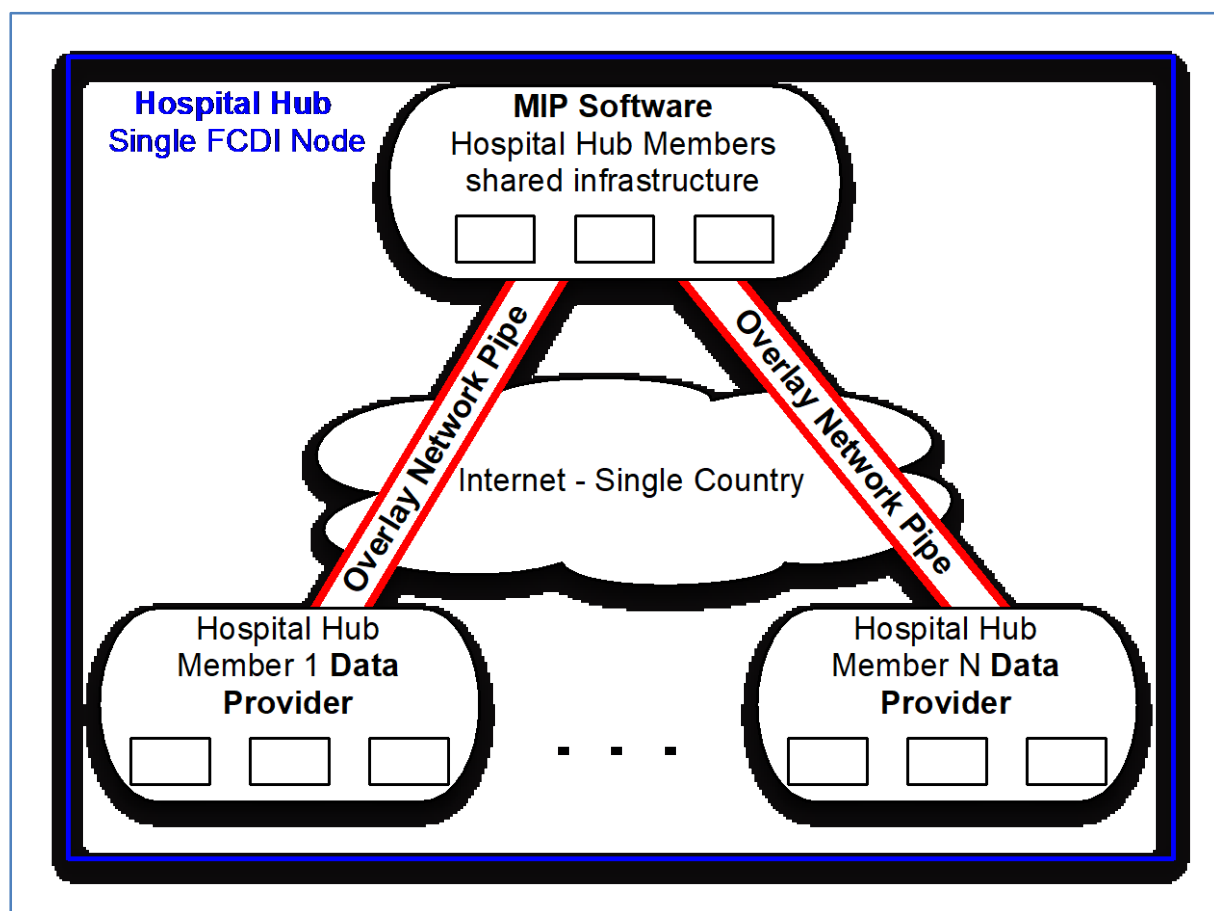 Hospital Hub
Single FCDI Node
MIP Software
Hospital Hub Members
shared infrastructure
Overlay Network Pipe
Overlay Network Pipe
Internet - Single Country
Hospital Hub
Member 1 Data
Provider
. . .
Hospital Hub
Member N Data
Provider